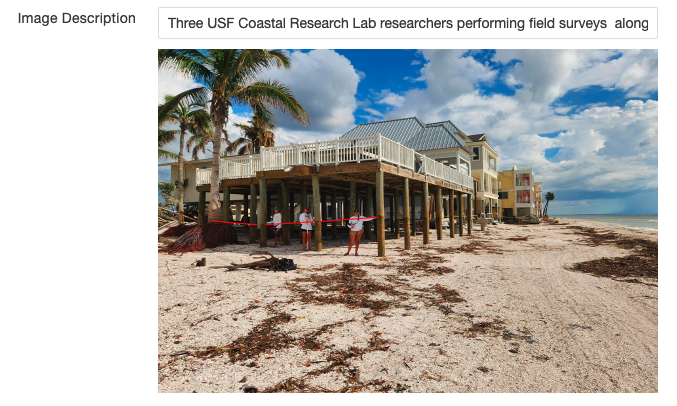 Image Description
Three USF Coastal Research Lab researchers performing field surveys  along